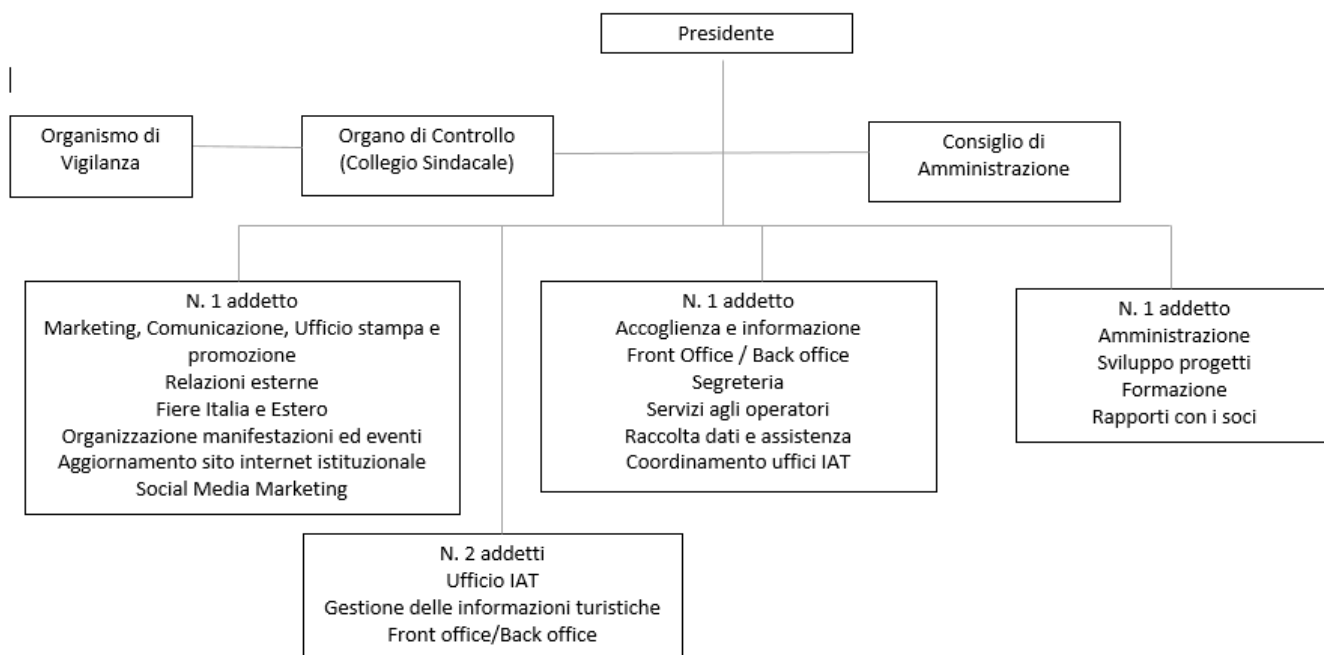 Presidente
Organismo di
Vigilanza
Organo di Controllo
(Collegio Sindacale)
Consiglio di
Amministrazione
N. 1 addetto
Marketing, Comunicazione, Ufficio stampa e
promozione
Relazioni esterne
Fiere Italia e Estero
Organizzazione manifestazioni ed eventi
Aggiornamento sito internet istituzionale
Social Media Marketing
N. 1 addetto
Accoglienza e informazione
Front Office / Back office
Segreteria
Servizi agli operatori
Raccolta dati e assistenza
Coordinamento uffici IAT
N. 1 addetto
Amministrazione
Sviluppo progetti
Formazione
Rapporti con i soci
N. 2 addetti
Ufficio IAT
Gestione delle informazioni turistiche
Front office/Back office